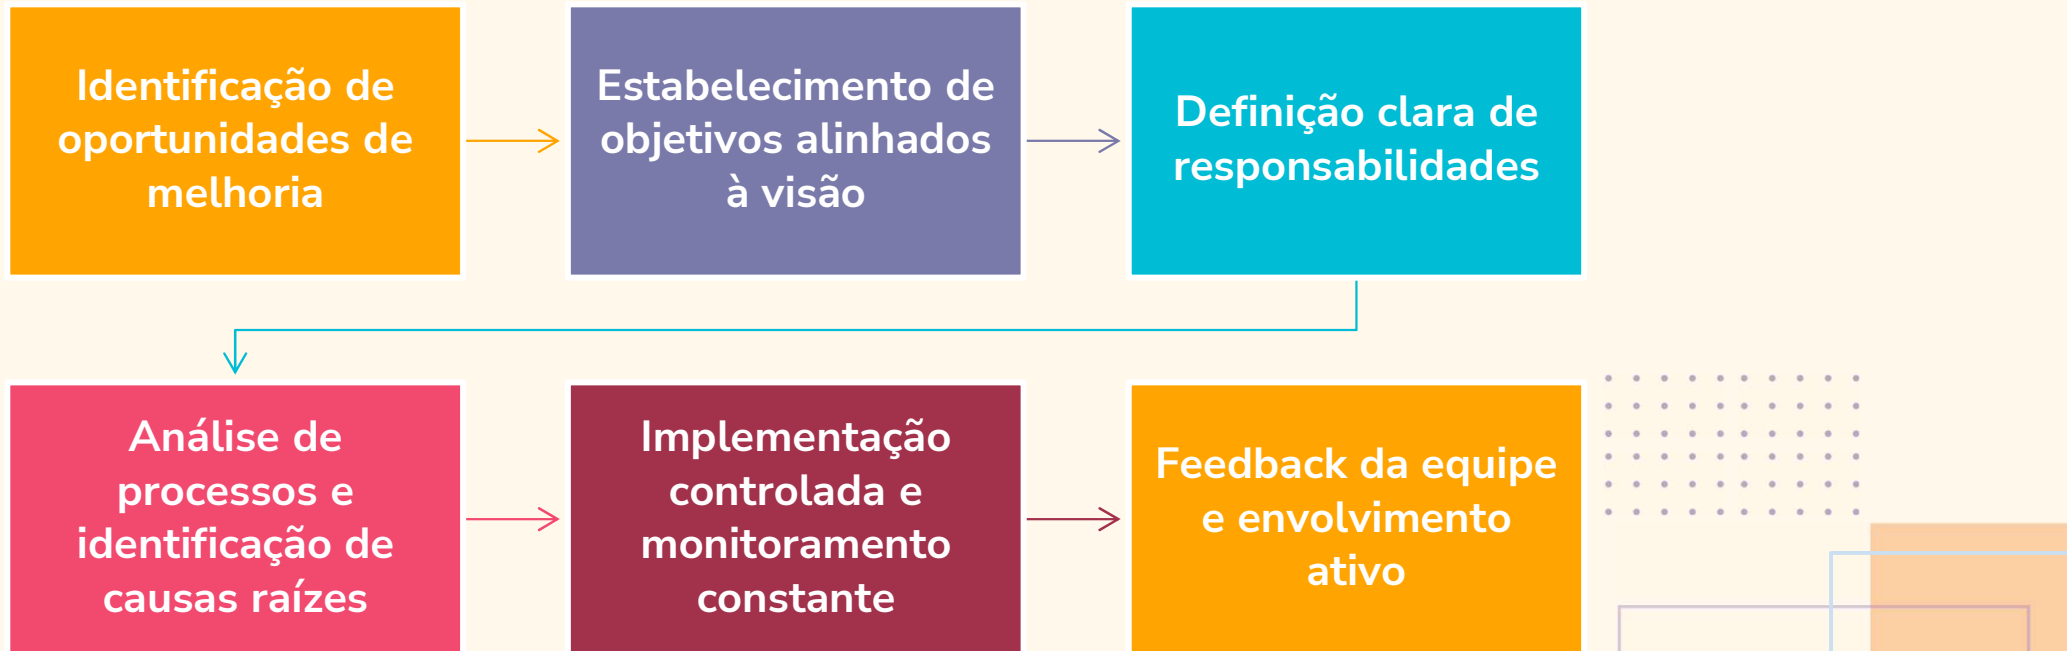 Identificação de
oportunidades de
melhoria
Estabelecimento de
objetivos alinhados
à visão
Definição clara de
responsabilidades
Análise de
processos e
identificação de
causas raízes
Implementação
controlada e
monitoramento
constante
Feedback da equipe
e envolvimento
ativo